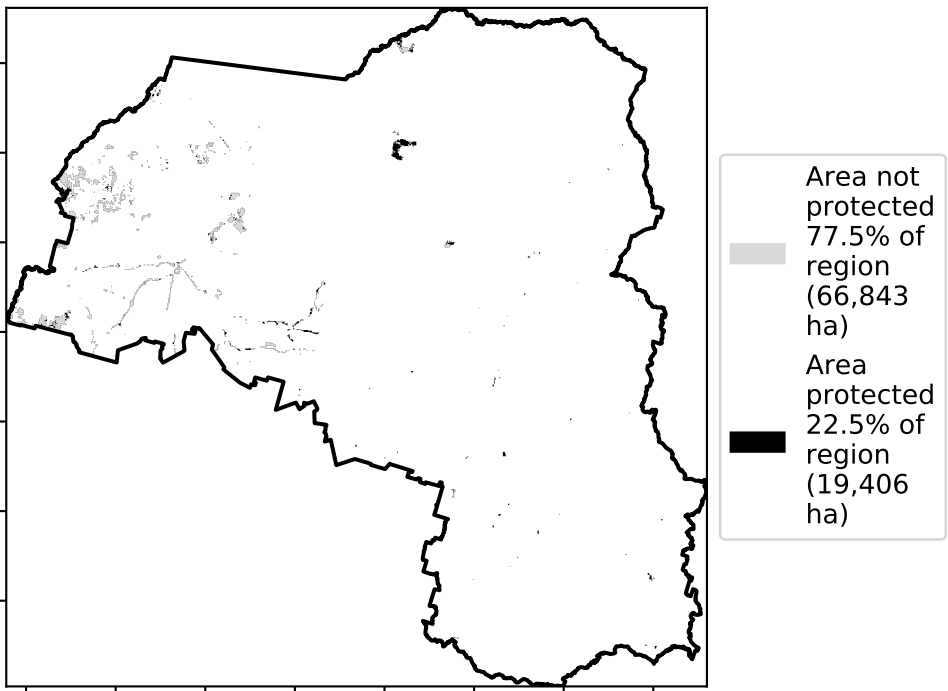 Area not
protected
77.5% of
region
(66,843
ha)
Area
protected
22.5% of
region
(19,406
ha)